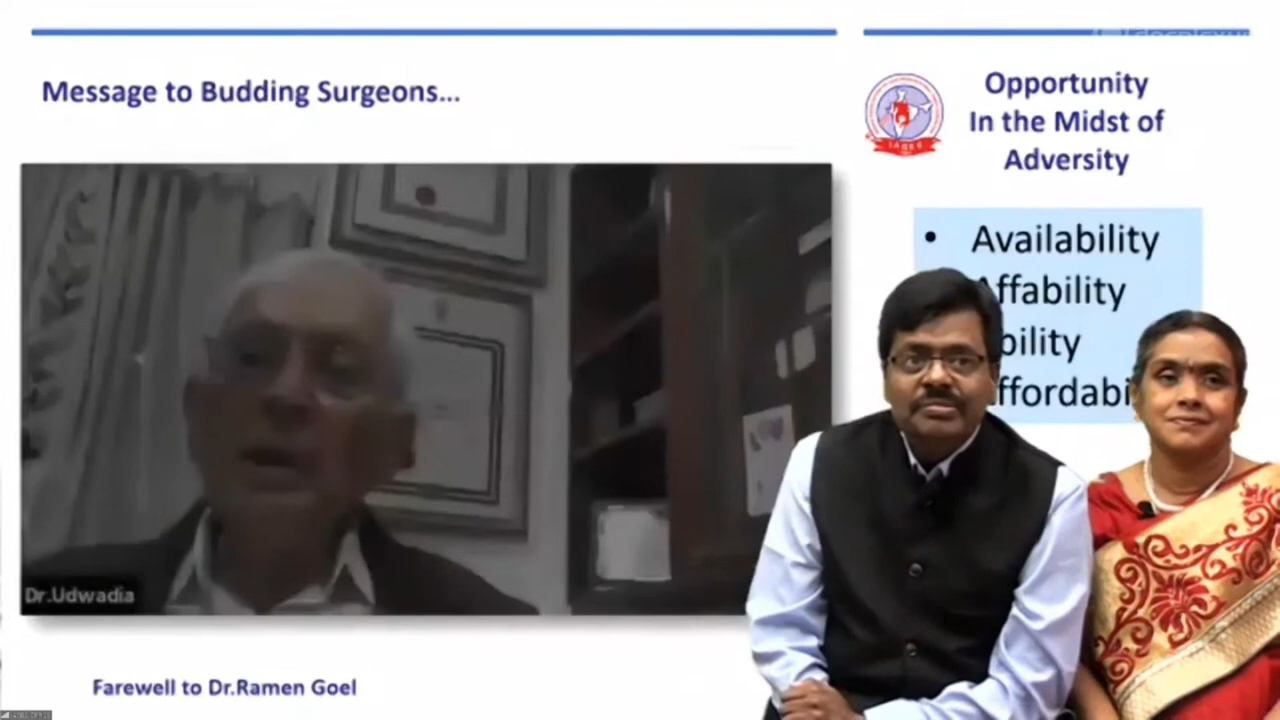 Message to Budding Surgeons...
Opportunity
In the Midst of
Adversity
• Availability
Affability
bility
ffordabi
Dr.Udwadia
Farewell to Dr.Ramen Goel